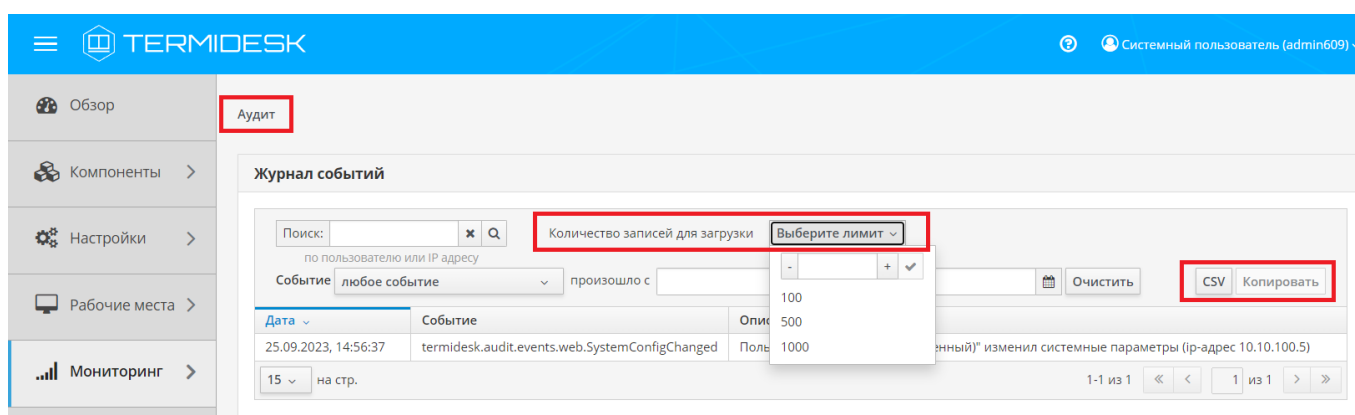 TERMIDESK
Системный пользователь (admin609)
Обзор
Аудит
Компоненты
Журнал событий
Настройки
Поиск:
Количество записей для загрузки
Выберите лимит
по пользователю или IP адресу
- +
Событие любое событие произошло с Очистить CSV Копировать
100
500
1000
Рабочие места
Дата Событие
25.09.2023, 14:56:37 termidesk.audit.events.web.SystemConfigChanged изменил системные параметры (ip-адрес 10.10.100.5)
Мониторинг
15 на стр. 1-1 из 1 « < 1 из 1 > »